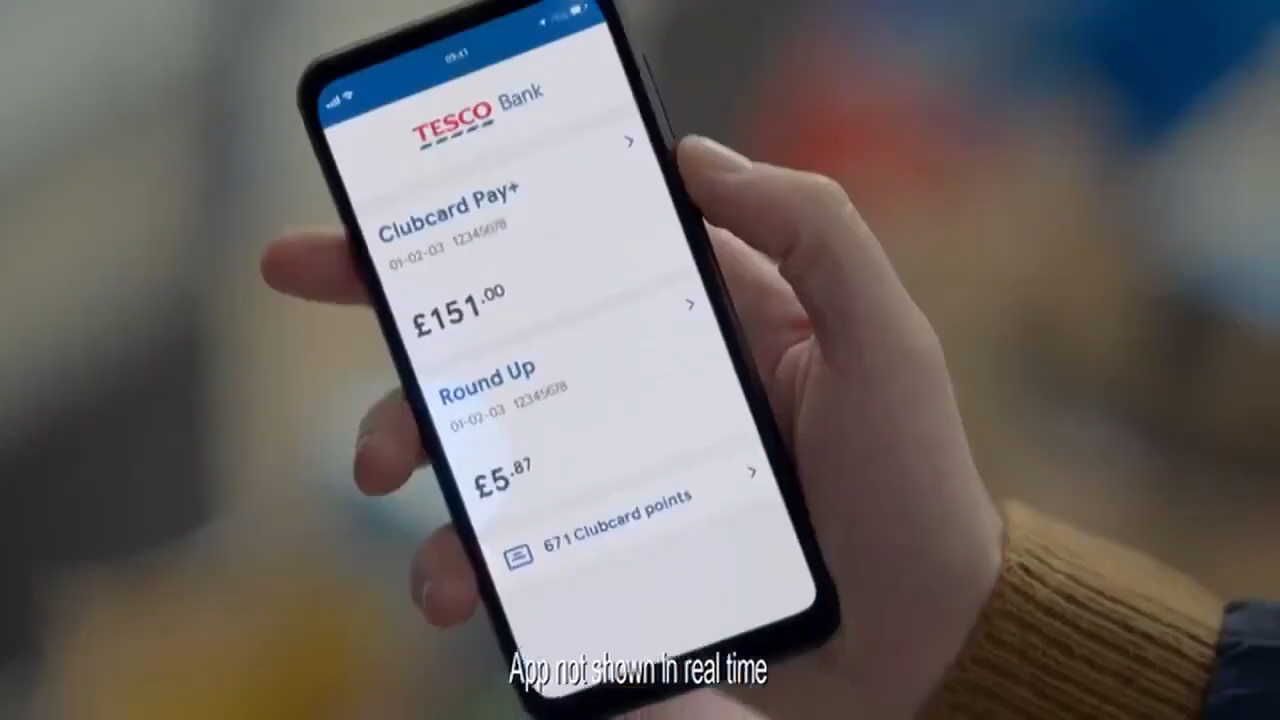 09:41
TESCO Bank
Clubcard Pay+
01-02-03 12345678
£151.00
Round Up
01-02-03 12345678
£5.87
671 Clubcard points
App not shown in real time